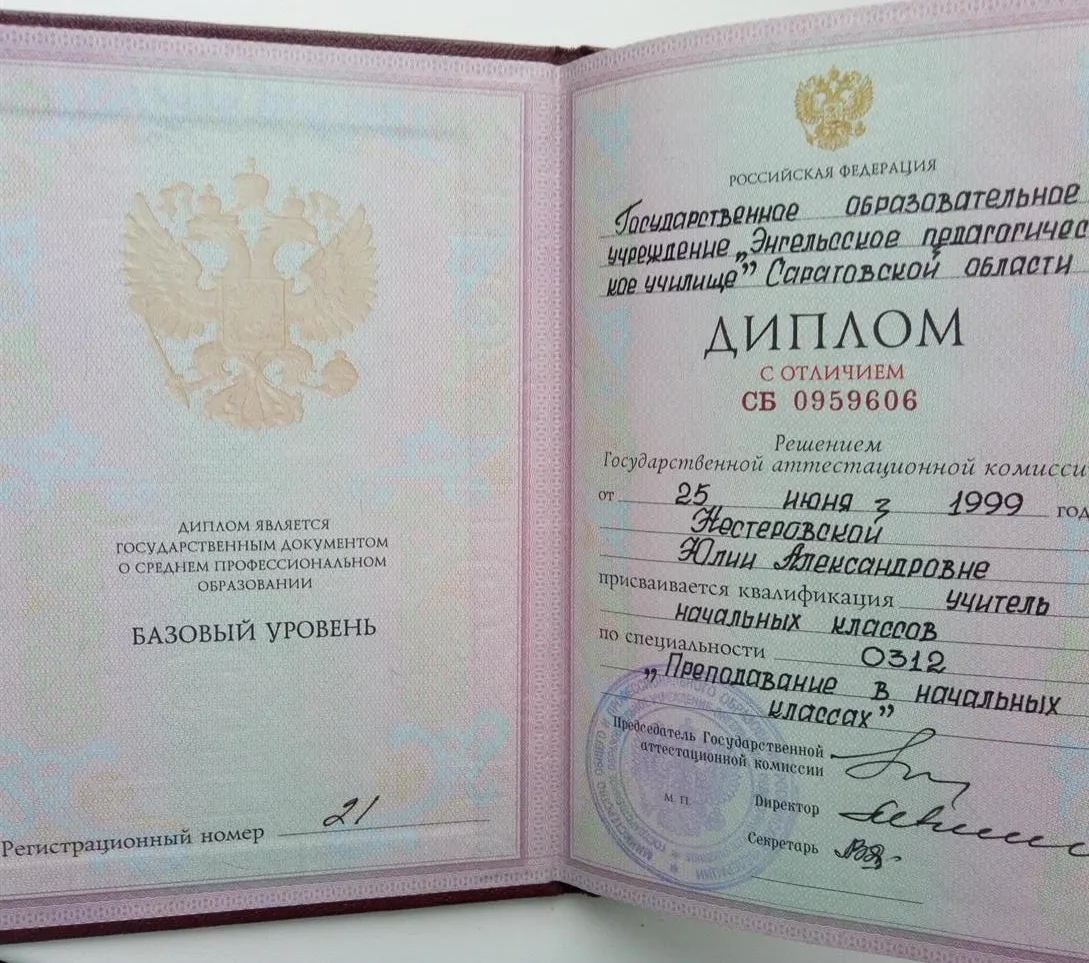 ДИПЛОМ ЯВЛЯЕТСЯ
ГОСУДАРСТВЕННЫМ ДОКУМЕНТОМ
О СРЕДНЕМ ПРОФЕССИОНАЛЬНОМ
ОБРАЗОВАНИИ
БАЗОВЫЙ УРОВЕНЬ
Регистрационный номер 21
РОССИЙСКАЯ ФЕДЕРАЦИЯ
Государственное образовательное
учреждение „Энгельсское педагогичес
кое училище” Саратовской области
ДИПЛОМ
С ОТЛИЧИЕМ
СБ 0959606
Решением
Государственной аттестационной комисси
от 25 июня 1999 год
Нестеровской
Юлии Александровне
присваивается квалификация учитель
начальных классов
по специальности 0312
„Преподавание в начальных
классах”
Председатель Государственной
аттестационной комиссии
М. П.
Директор
Секретарь